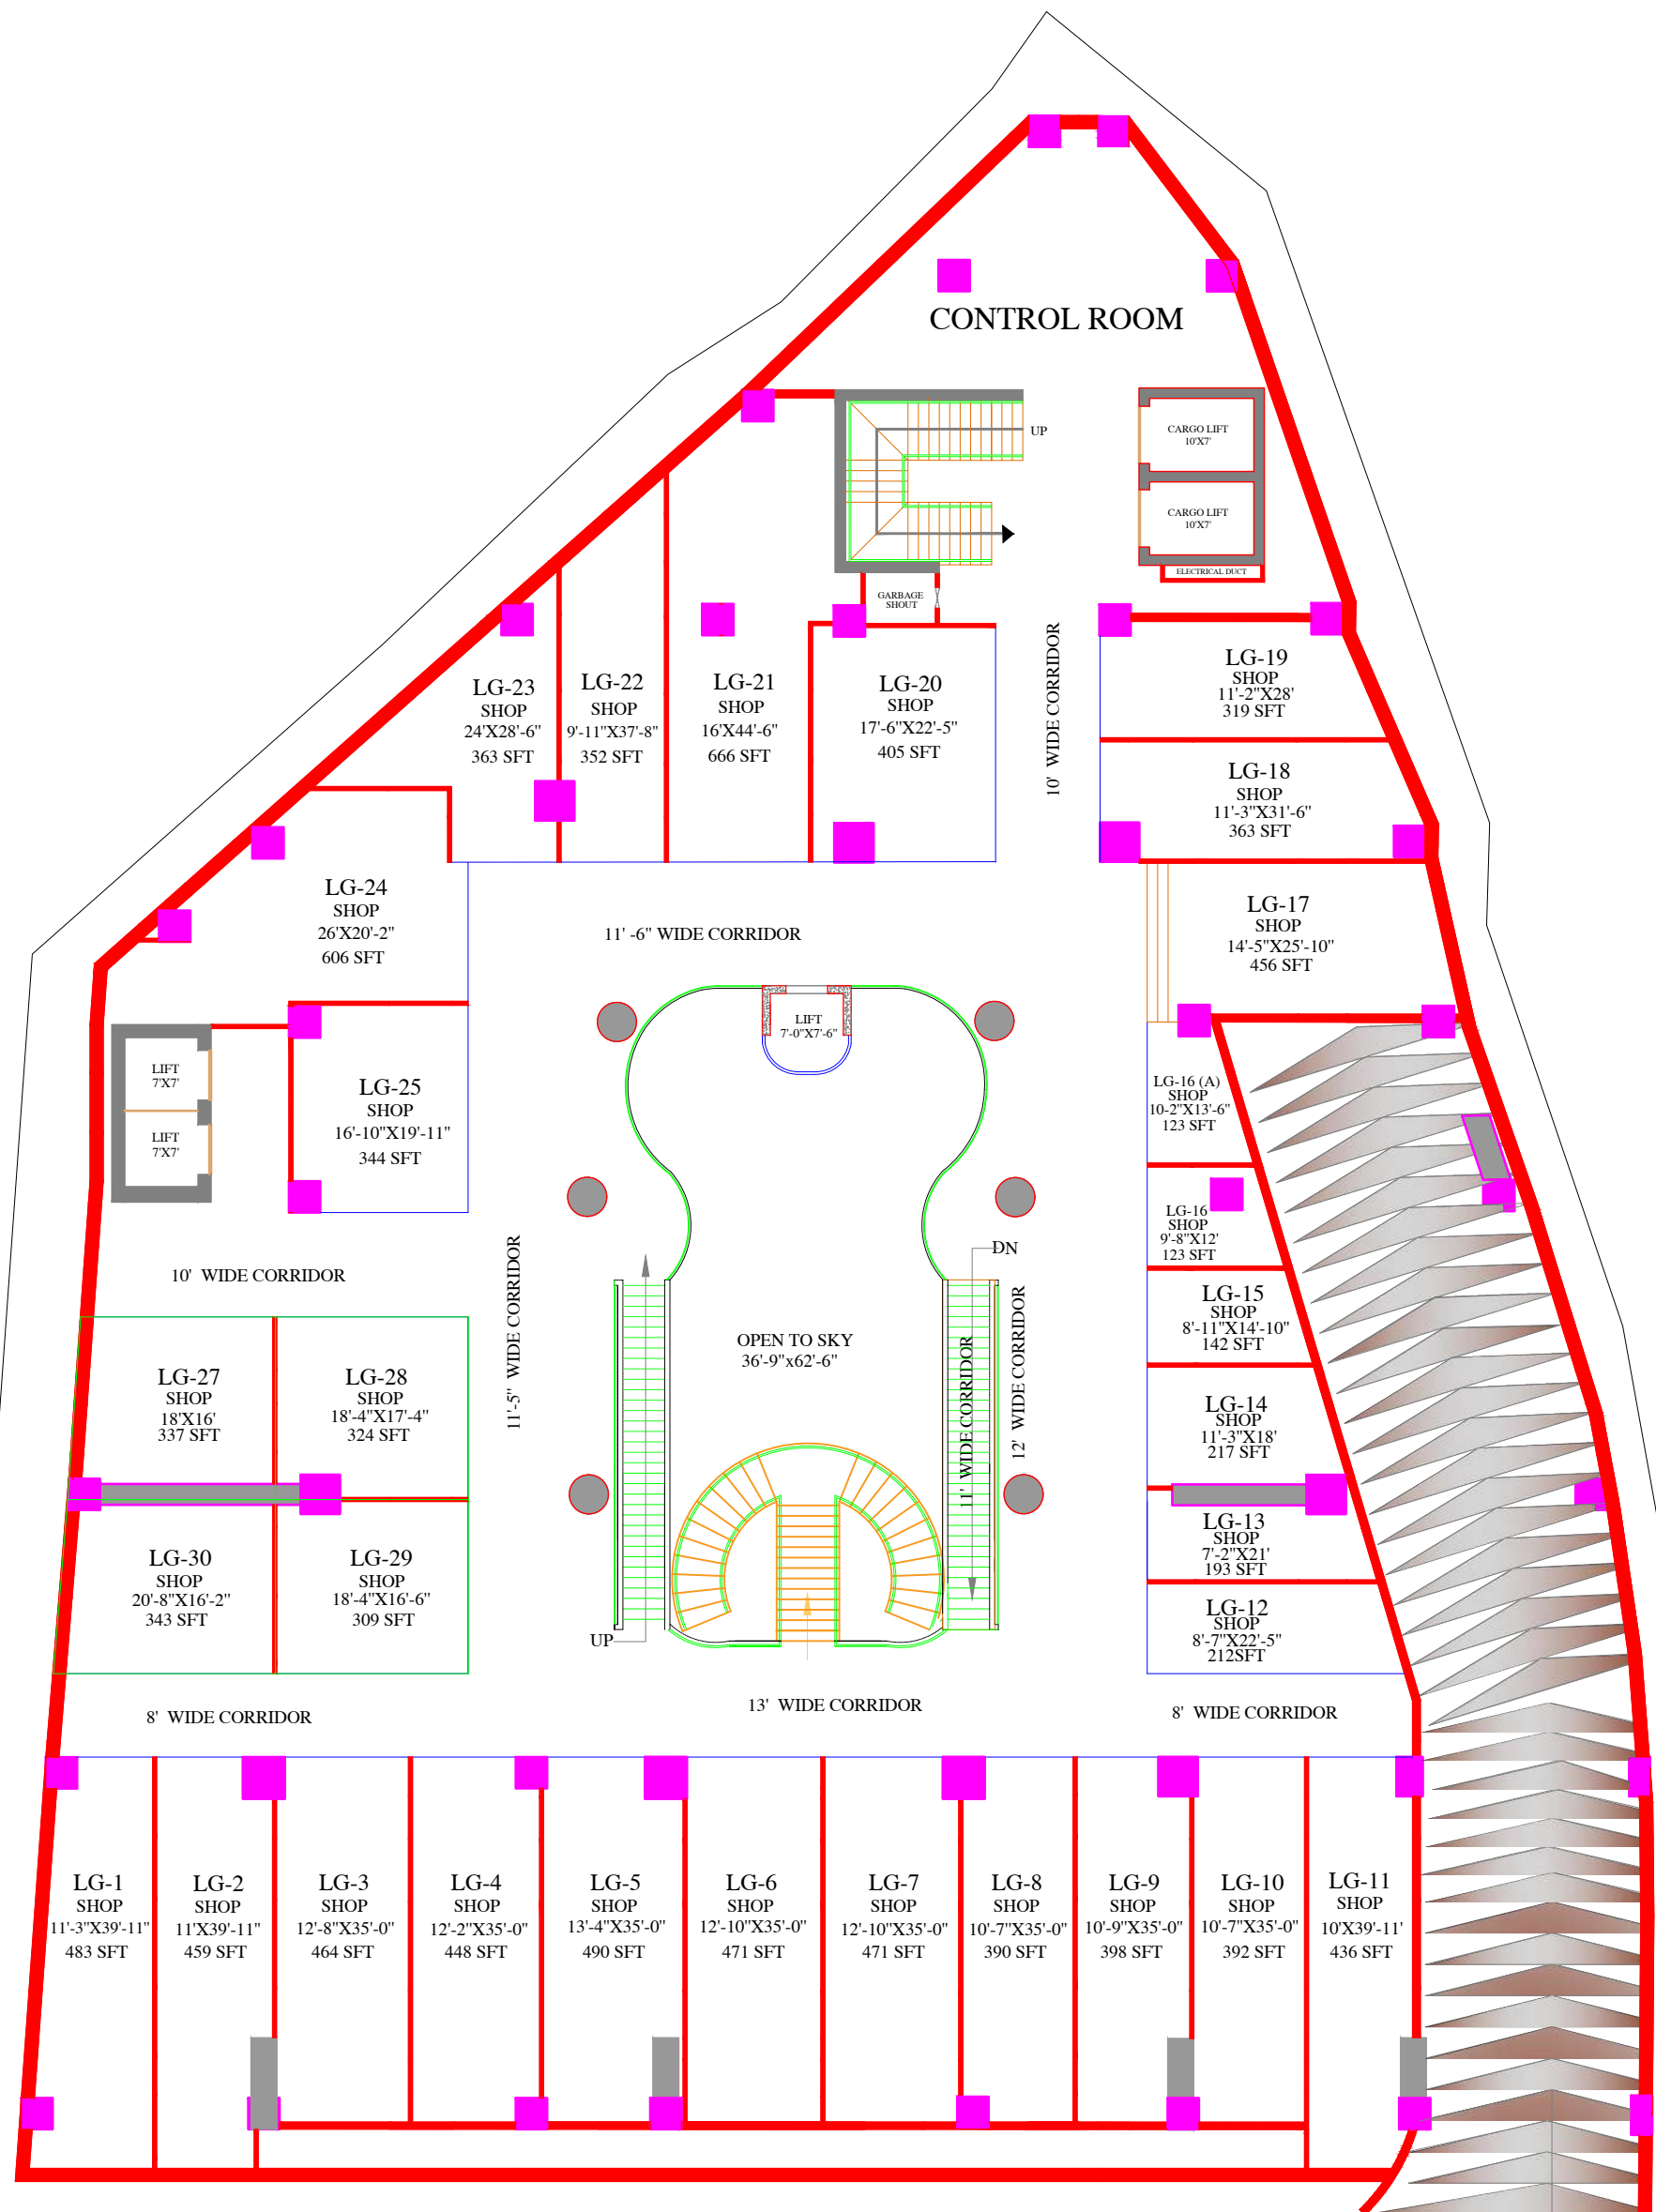 CONTROL ROOM
UP
CARGO LIFT
10'X7'
CARGO LIFT
10'X7'
ELECTRICAL DUCT
GARBAGE
SHOUT
10'  WIDE CORRIDOR
LG-23
SHOP
24'X28'-6"
363 SFT
LG-22
SHOP
9'-11"X37'-8"
352 SFT
LG-21
SHOP
16'X44'-6"
666 SFT
LG-20
SHOP
17'-6"X22'-5"
405 SFT
LG-19
SHOP
11'-2"X28'
319 SFT
LG-18
SHOP
11'-3"X31'-6"
363 SFT
LG-24
SHOP
26'X20'-2"
606 SFT
11' -6" WIDE CORRIDOR
LG-17
SHOP
14'-5"X25'-10"
456 SFT
LIFT
7'-0"X7'-6"
LIFT
7'X7'
LIFT
7'X7'
LG-25
SHOP
16'-10"X19'-11"
344 SFT
LG-16 (A)
SHOP
10-2"X13'-6"
123 SFT
LG-16
SHOP
9'-8"X12'
123 SFT
10'  WIDE CORRIDOR
11'-5"  WIDE CORRIDOR
DN
OPEN TO SKY
36'-9"x62'-6"
11'  WIDE CORRIDOR
12'  WIDE CORRIDOR
LG-15
SHOP
8'-11"X14'-10"
142 SFT
LG-27
SHOP
18'X16'
337 SFT
LG-28
SHOP
18'-4"X17'-4"
324 SFT
LG-14
SHOP
11'-3"X18'
217 SFT
LG-13
SHOP
7'-2"X21'
193 SFT
LG-30
SHOP
20'-8"X16'-2"
343 SFT
LG-29
SHOP
18'-4"X16'-6"
309 SFT
LG-12
SHOP
8'-7"X22'-5"
212SFT
UP
8'  WIDE CORRIDOR
13'  WIDE CORRIDOR
8'  WIDE CORRIDOR
LG-1
SHOP
11'-3"X39'-11"
483 SFT
LG-2
SHOP
11'X39'-11"
459 SFT
LG-3
SHOP
12'-8"X35'-0"
464 SFT
LG-4
SHOP
12'-2"X35'-0"
448 SFT
LG-5
SHOP
13'-4"X35'-0"
490 SFT
LG-6
SHOP
12'-10"X35'-0"
471 SFT
LG-7
SHOP
12'-10"X35'-0"
471 SFT
LG-8
SHOP
10'-7"X35'-0"
390 SFT
LG-9
SHOP
10'-9"X35'-0"
398 SFT
LG-10
SHOP
10'-7"X35'-0"
392 SFT
LG-11
SHOP
10'X39'-11'
436 SFT